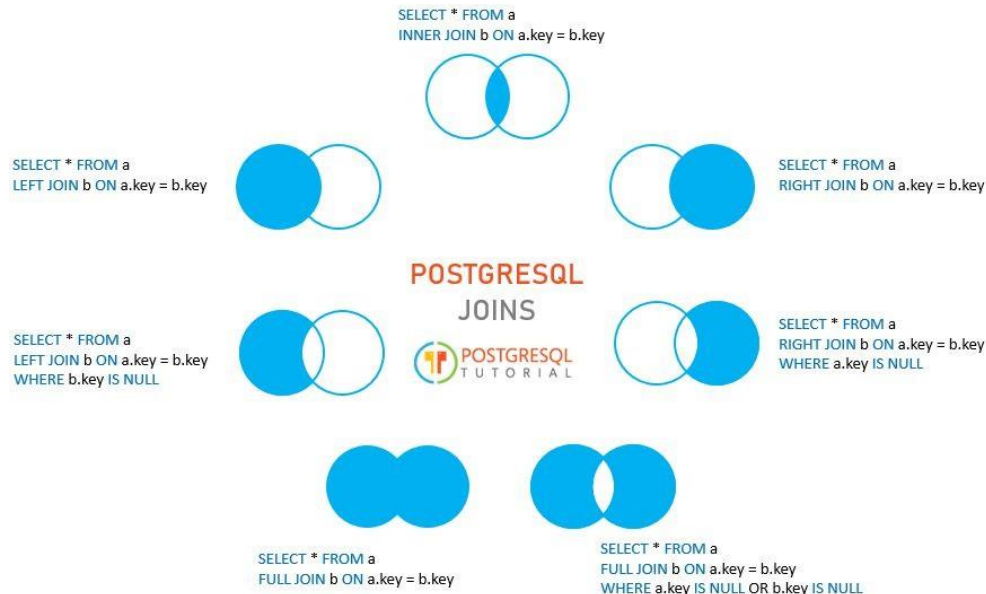 SELECT * FROM a
INNER JOIN b ON a.key = b.key
SELECT * FROM a
LEFT JOIN b ON a.key = b.key
SELECT * FROM a
RIGHT JOIN b ON a.key = b.key
POSTGRESQL
JOINS
POSTGRESQL
TUTORIAL
SELECT * FROM a
LEFT JOIN b ON a.key = b.key
WHERE b.key IS NULL
SELECT * FROM a
RIGHT JOIN b ON a.key = b.key
WHERE a.key IS NULL
SELECT * FROM a
FULL JOIN b ON a.key = b.key
SELECT * FROM a
FULL JOIN b ON a.key = b.key
WHERE a.key IS NULL OR b.key IS NULL